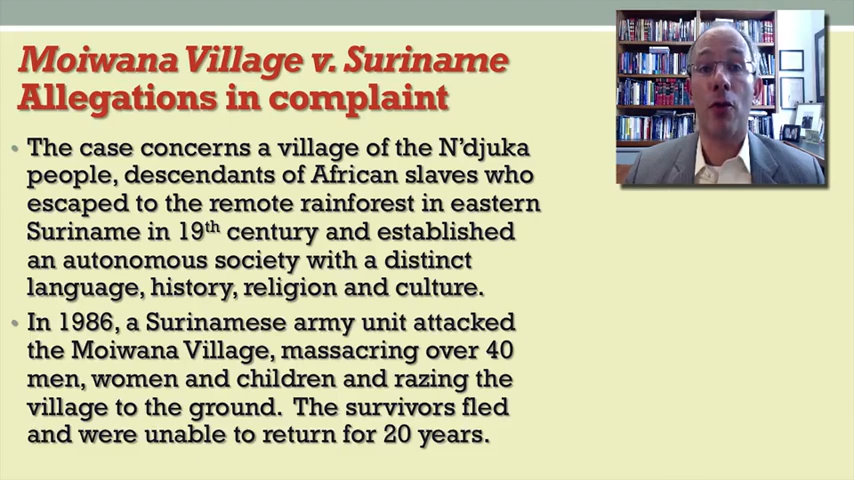 Moiwana Village v. Suriname
Allegations in complaint
• The case concerns a village of the N'djuka
people, descendants of African slaves who
escaped to the remote rainforest in eastern
Suriname in 19th century and established
an autonomous society with a distinct
language, history, religion and culture.
• In 1986, a Surinamese army unit attacked
the Moiwana Village, massacring over 40
men, women and children and razing the
village to the ground.  The survivors fled
and were unable to return for 20 years.